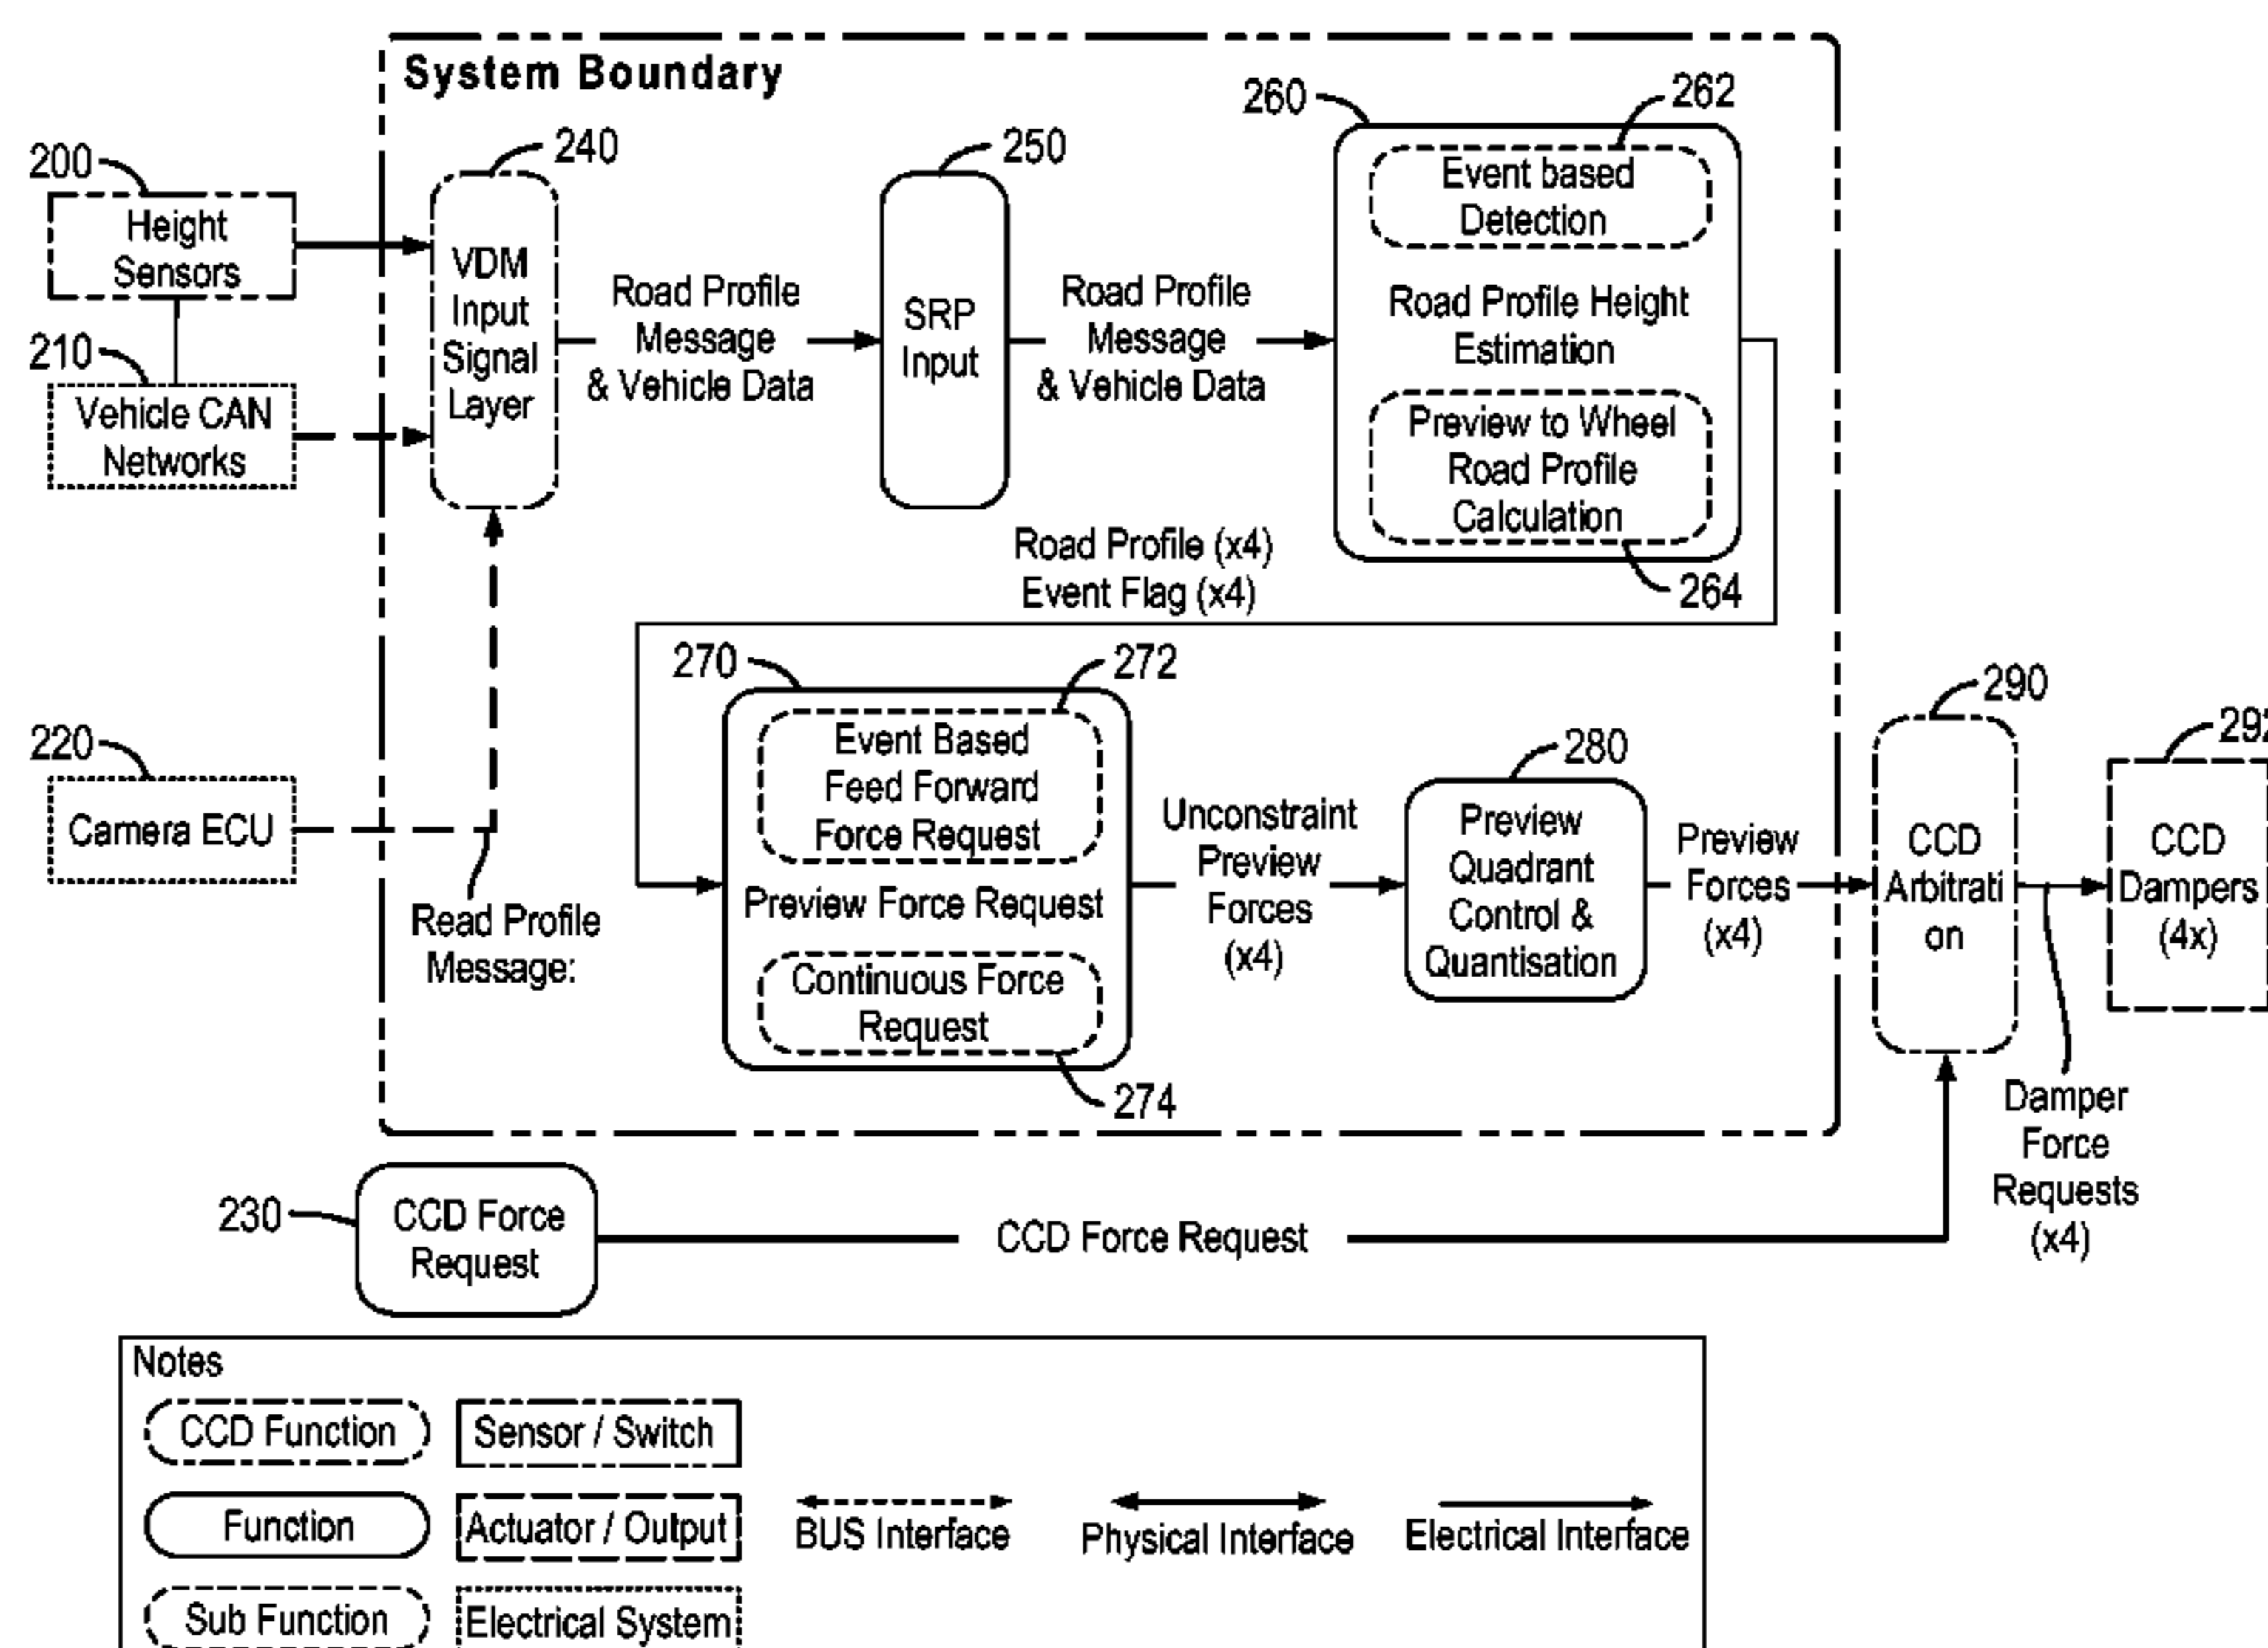 System Boundary
200
Height
Sensors
210
Vehicle CAN
Networks
220
Camera ECU
240
VDM
Input
Signal
Layer
Road Profile
Message
& Vehicle Data
250
SRP
Input
Road Profile
Message
& Vehicle Data
260
262
Event based
Detection
Road Profile Height
Estimation
Preview to Wheel
Road Profile
Calculation
264
Road Profile (x4)
Event Flag (x4)
Read Profile
Message:
270
272
Event Based
Feed Forward
Force Request
Preview Force Request
Continuous Force
Request
274
Unconstraint
Preview
Forces
(x4)
280
Preview
Quadrant
Control &
Quantisation
Preview
Forces
(x4)
290
CCD
Arbitrati
on
292
CCD
Dampers
(4x)
Damper
Force
Requests
(x4)
230
CCD Force
Request
CCD Force Request
Notes
CCD Function
Sensor / Switch
Function
Actuator / Output
Sub Function
Electrical System
BUS Interface
Physical Interface
Electrical Interface